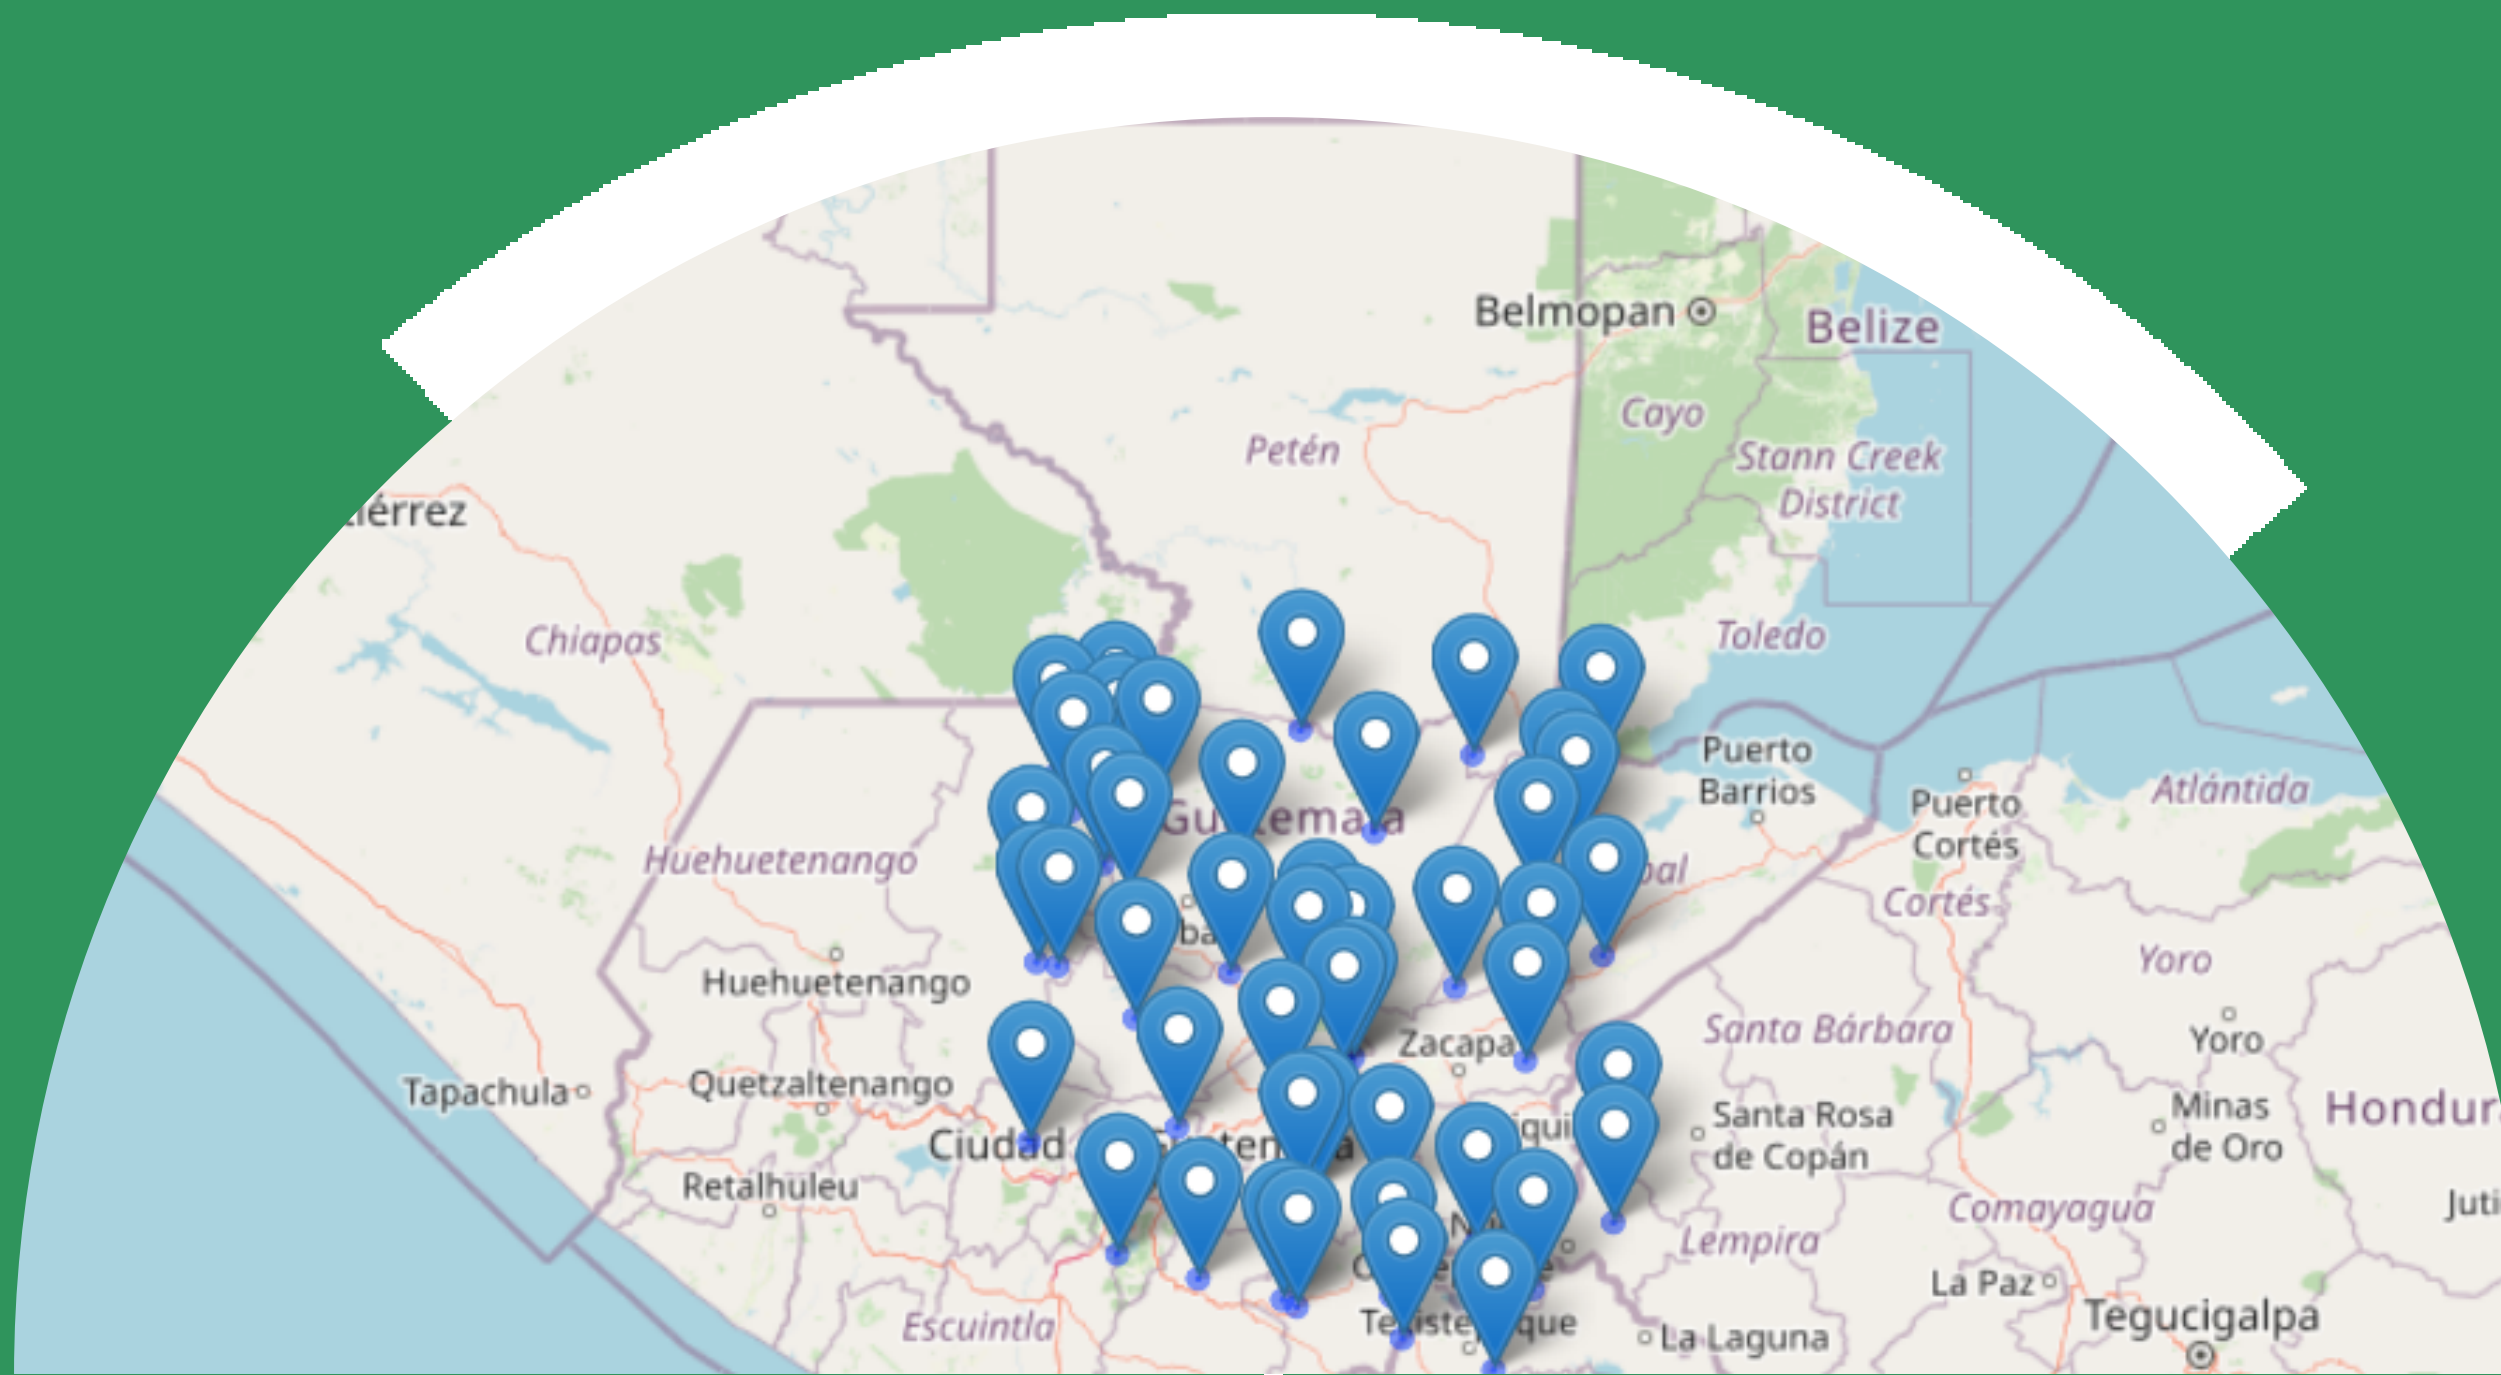 Belmopan
Belize
Cayo
Petén
Stann Creek
District
Chiapas
Toledo
Puerto
Barrios
Atlántida
Puerto
Cortés
Huehuetenango
Cortés
Yoro
Huehuetenango
Santa Bárbara
Zacapa
Yoro
Tapachula
Quetzaltenango
Minas
de Oro
Santa Rosa
de Copán
Ciudad
Retalhuleu
Comayagua
Lempira
La Paz
Tegucigalpa
Escuintla
La Laguna